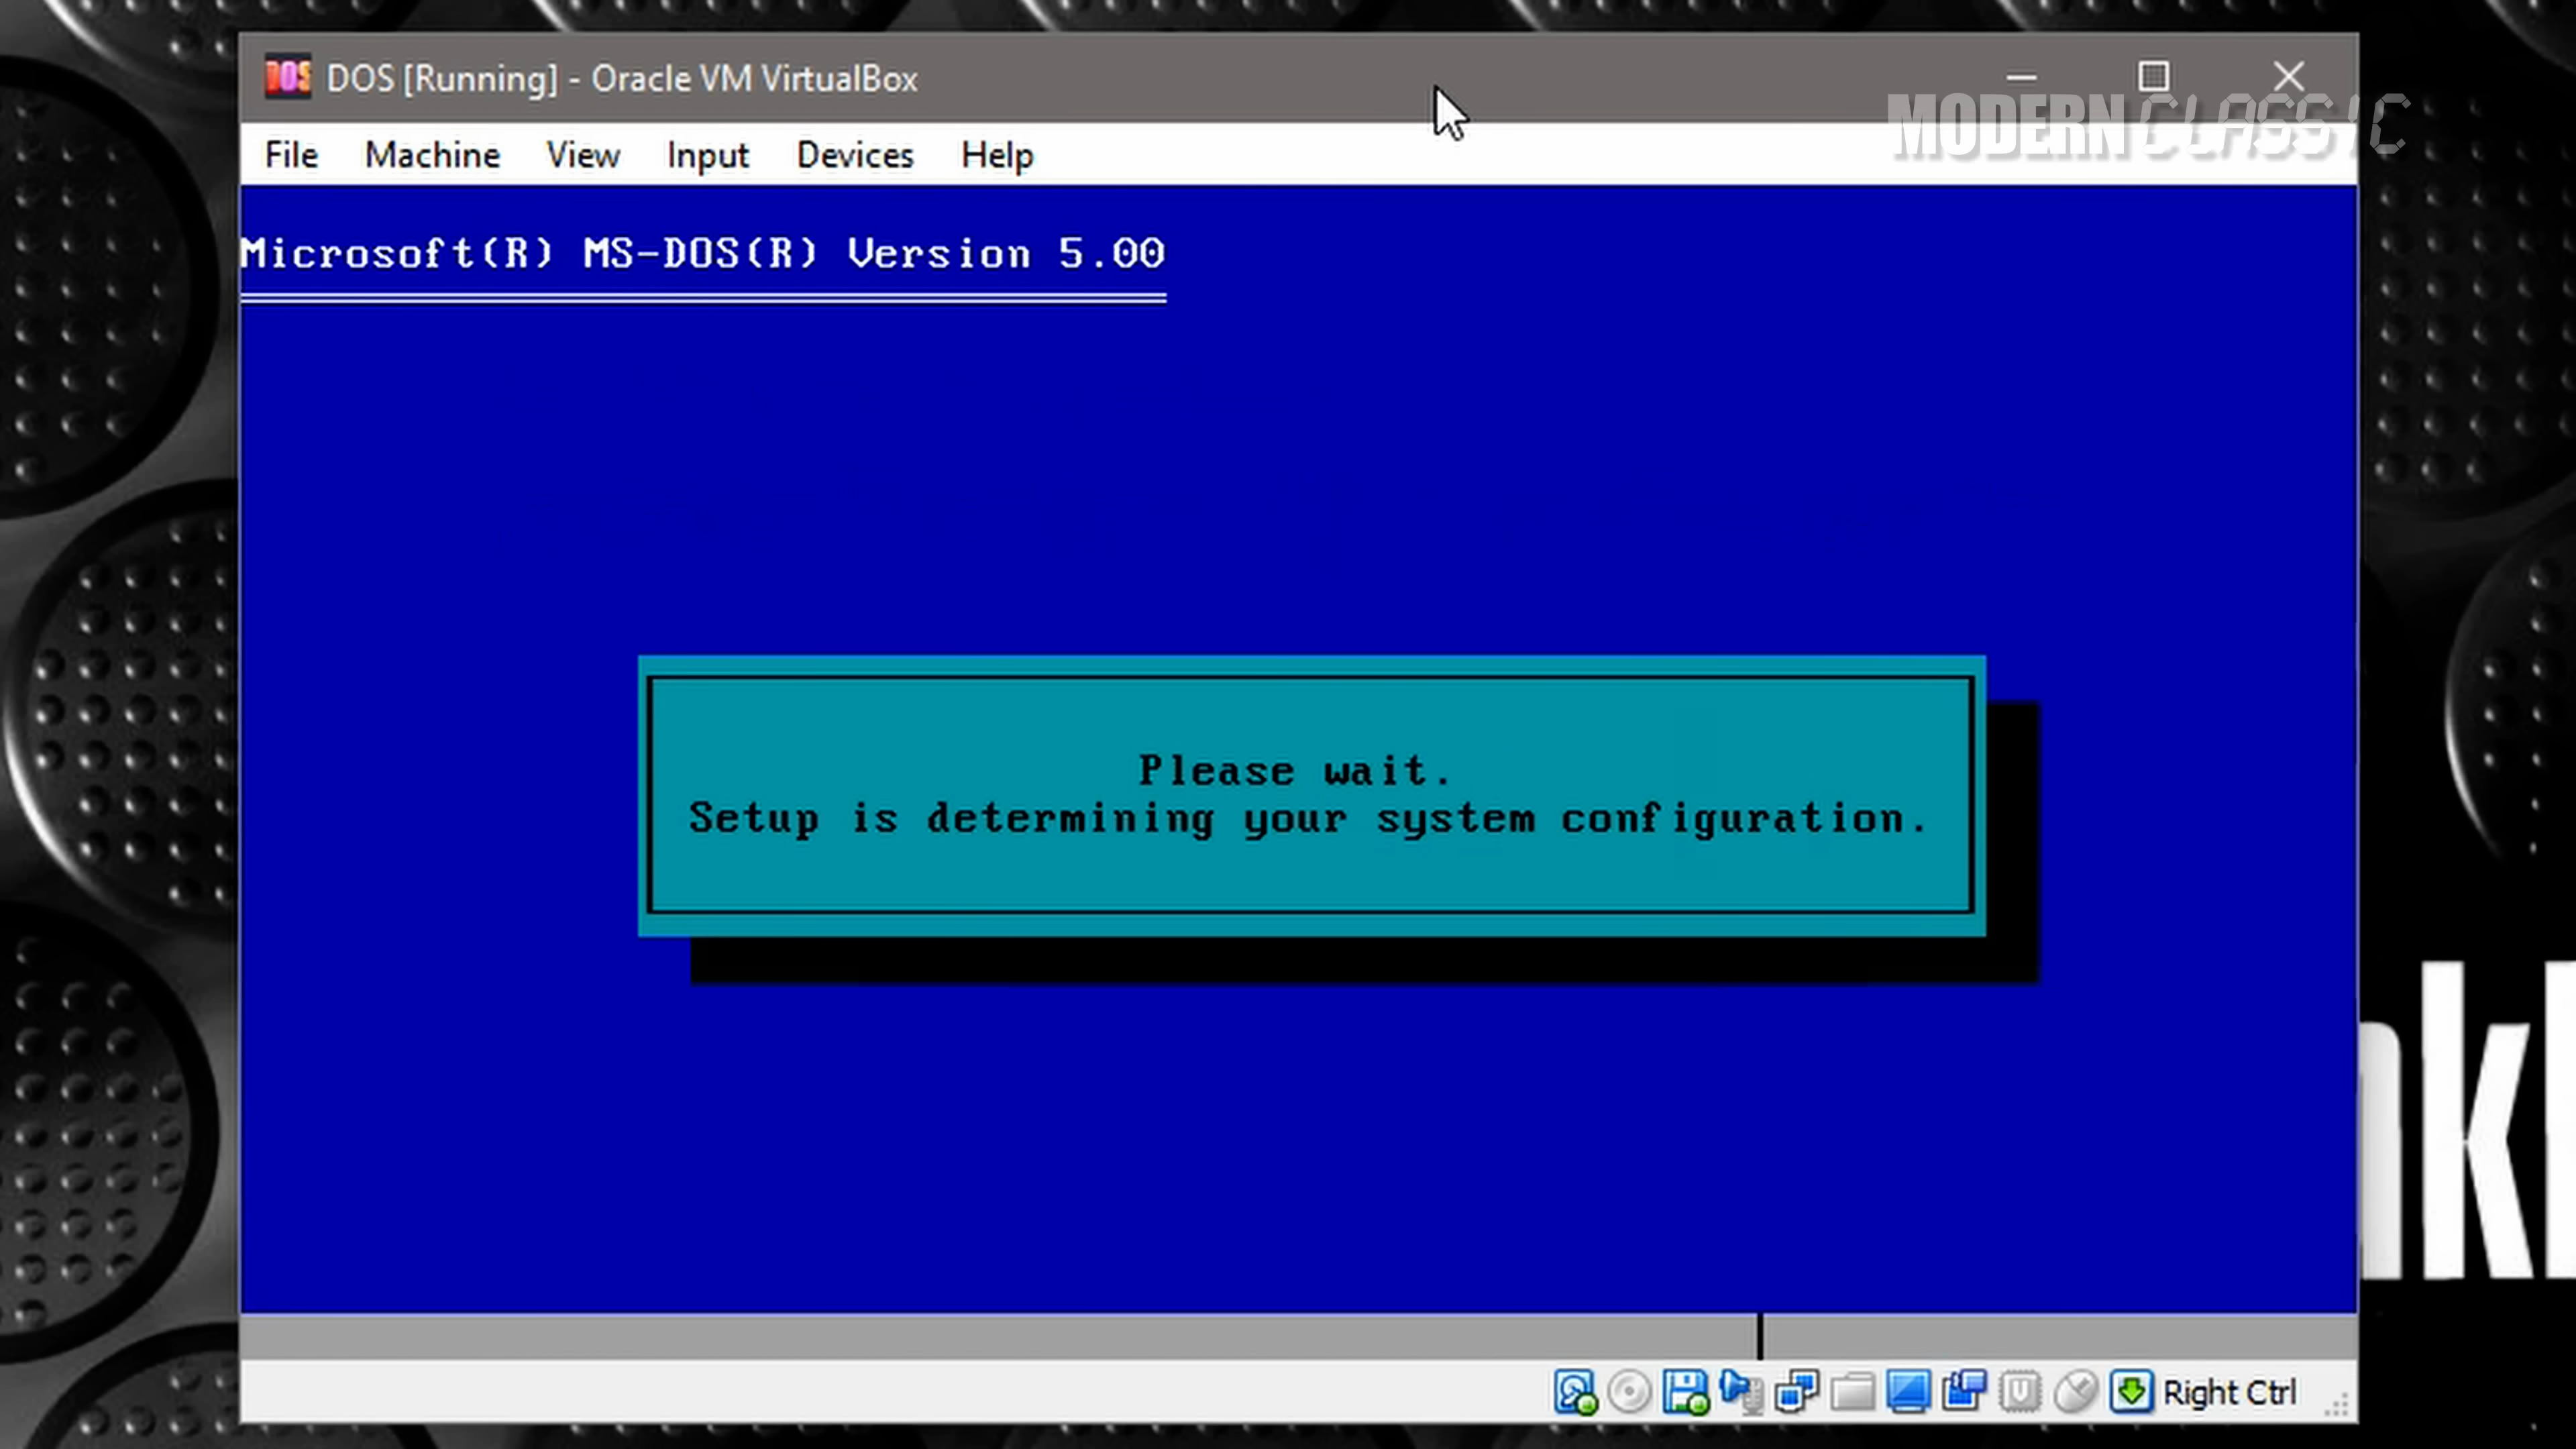 DOS [Running] - Oracle VM VirtualBox
MODERN CLASSIC
File Machine View Input Devices Help
Microsoft(R) MS-DOS(R) Version 5.00
Please wait.
Setup is determining your system configuration.
Right Ctrl